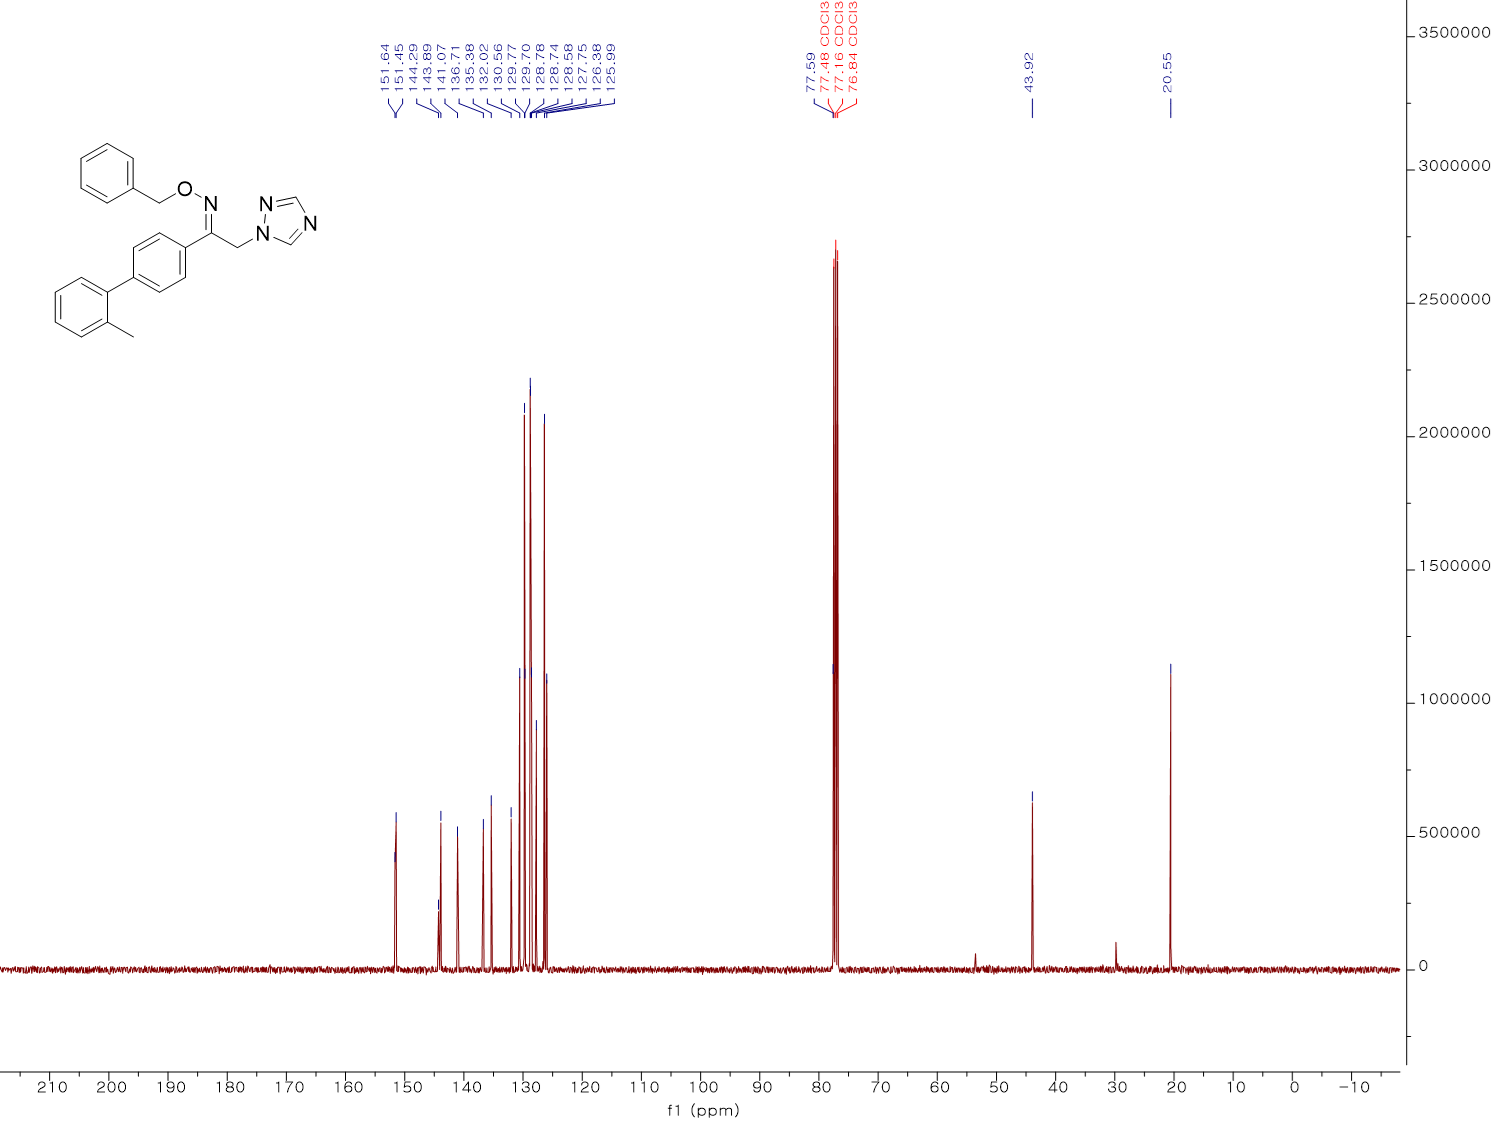 151.64
151.45
144.29
143.89
141.07
136.71
135.38
132.02
130.56
129.77
129.70
128.78
128.74
128.58
127.75
126.38
125.99
77.59
77.48 CDCl3
77.16 CDCl3
76.84 CDCl3
43.92
20.55
O
N
N
N
N
3500000
3000000
2500000
2000000
1500000
1000000
500000
0
210 200 190 180 170 160 150 140 130 120 110 100 90 80 70 60 50 40 30 20 10 0 -10
f1 (ppm)